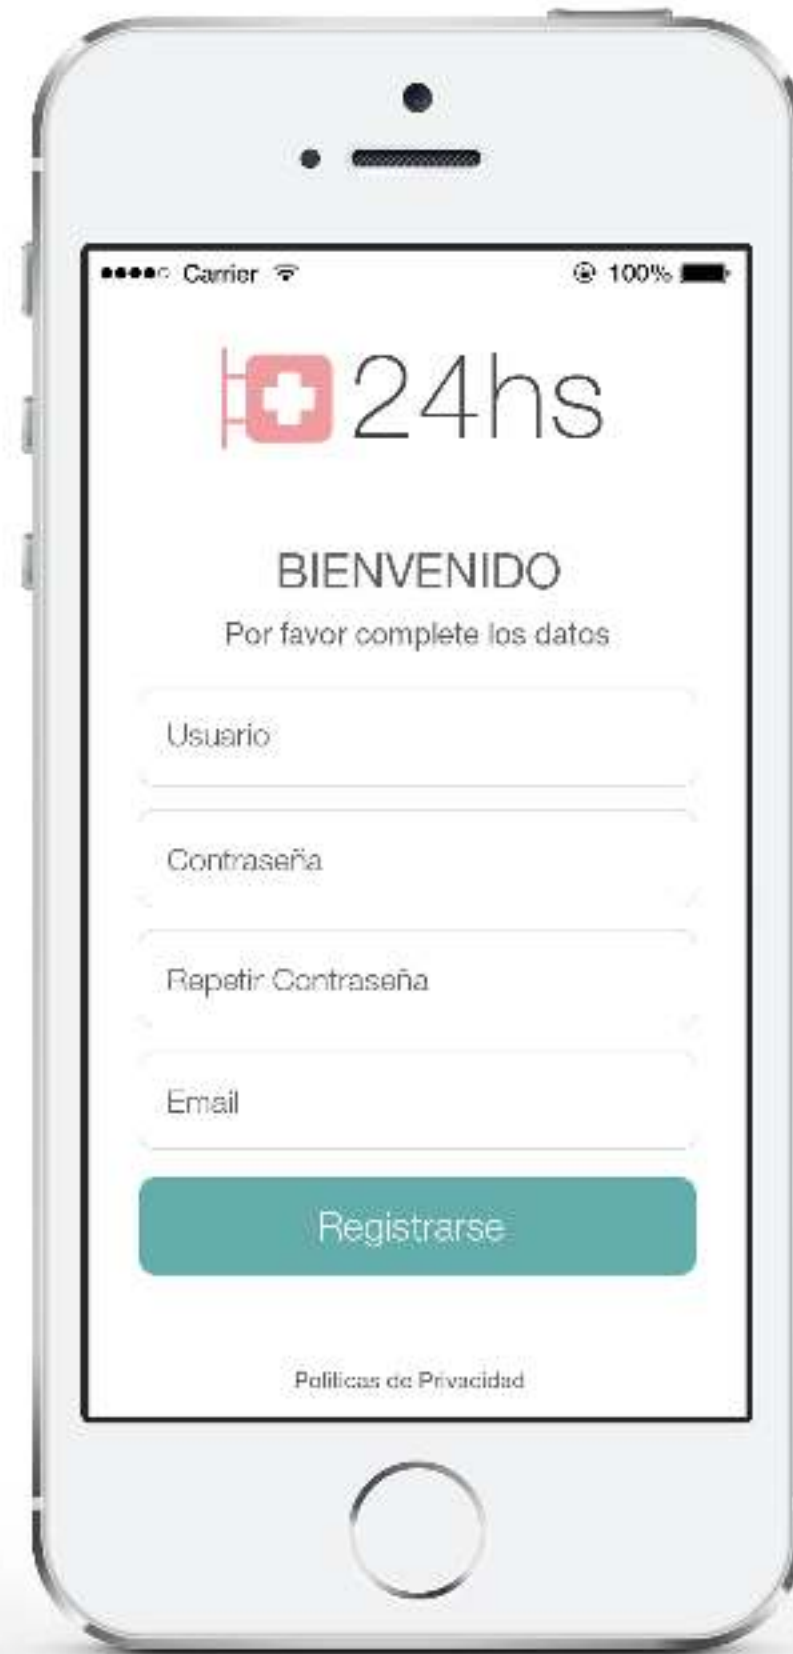 Carrier
100%
24hs
BIENVENIDO
Por favor complete los datos
Usuario
Contraseña
Repetir Contraseña
Email
Registrarse
Politicas de Privacidad